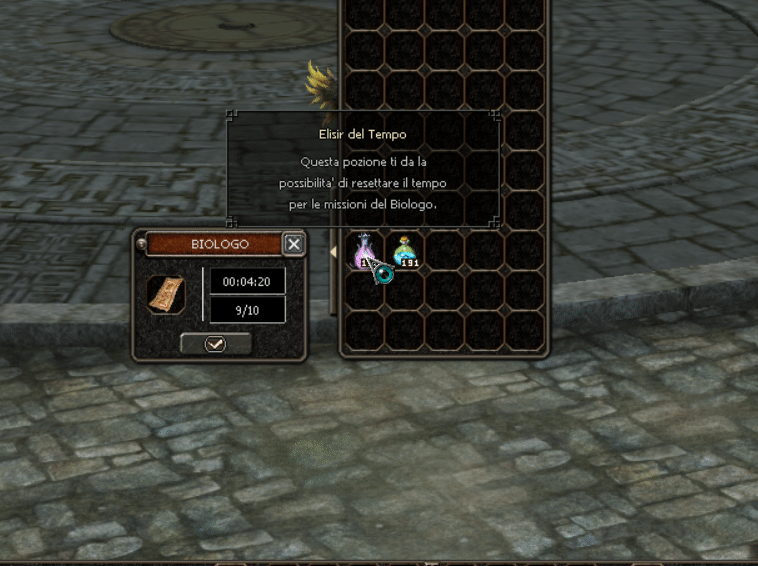 Elisir del Tempo
Questa pozione ti da la
possibilita' di resettare il tempo
per le missioni del Biologo.
BIOLOGO
00:04:20
9/10
191